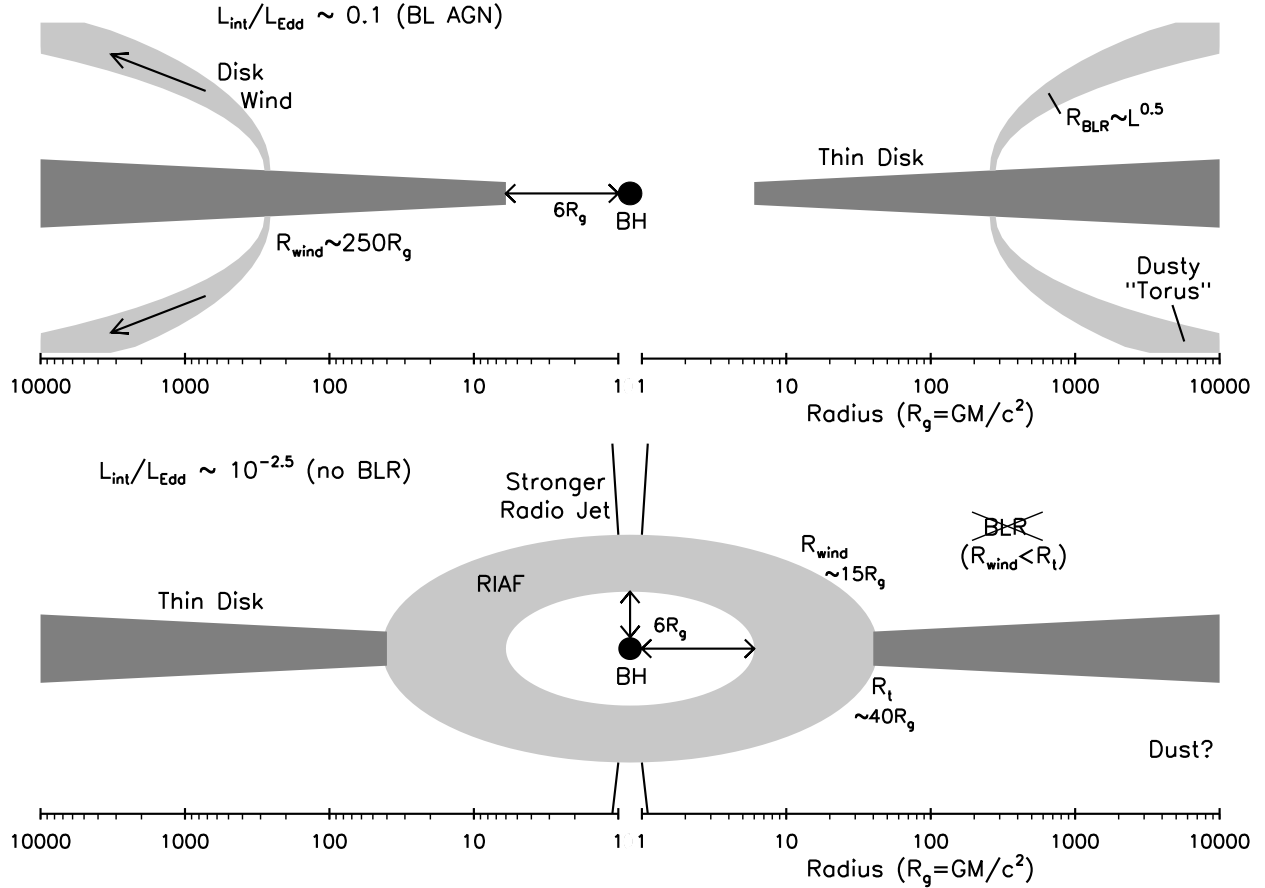 L_int/L_Edd ~ 0.1 (BL AGN)
Disk
Wind
R_BLR~L^0.5
Thin Disk
6R_g
BH
R_wind~250R_g
Dusty
"Torus"
10000 1000 100 10 1 1 10 100 1000 10000
Radius (R_g=GM/c^2)
L_int/L_Edd ~ 10^-2.5 (no BLR)
Stronger
Radio Jet
BLR
(R_wind<R_t)
R_wind
~15R_g
RIAF
Thin Disk
6R_g
BH
R_t
~40R_g
Dust?
10000 1000 100 10 1 1 10 100 1000 10000
Radius (R_g=GM/c^2)